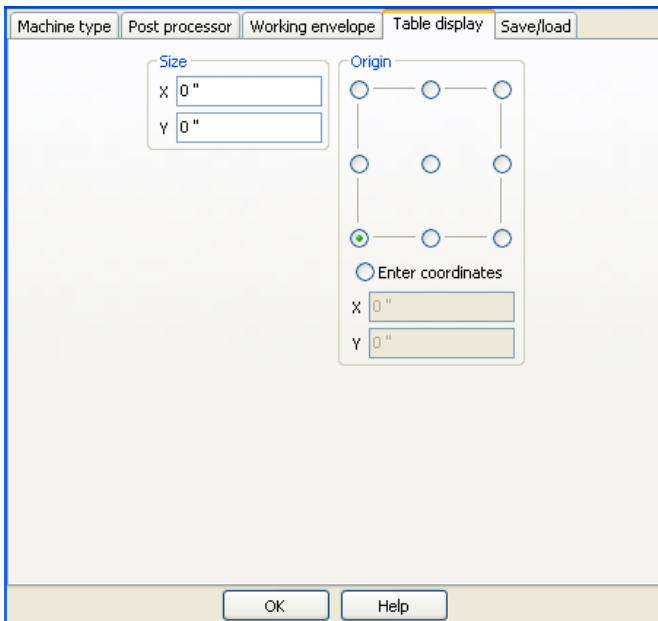 Machine type Post processor Working envelope Table display Save/load
Size
X 0 "
Y 0 "
Origin
Enter coordinates
X 0 "
Y 0 "
OK Help